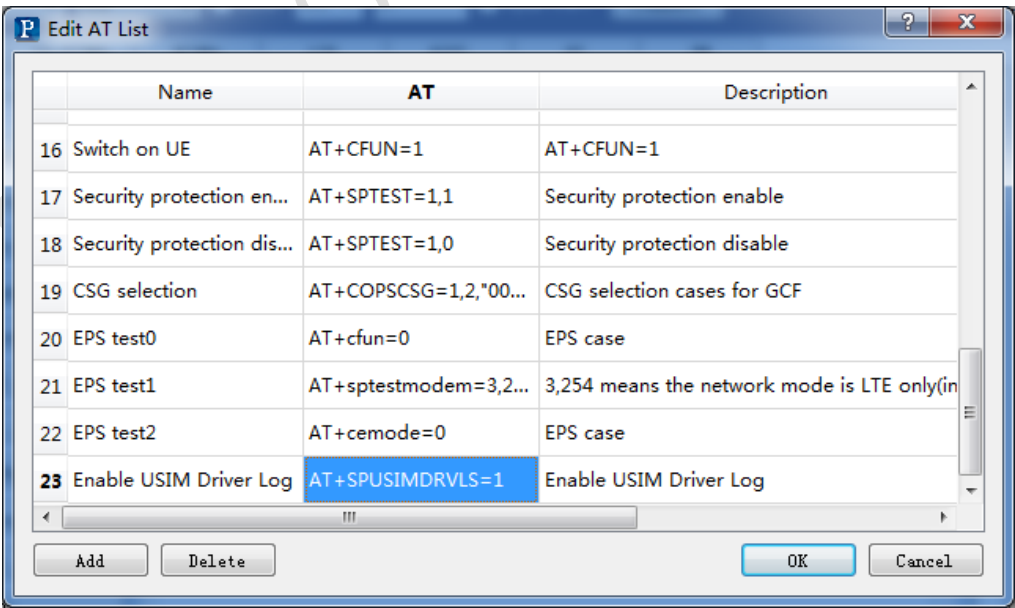 P Edit AT List
Name AT Description
16 Switch on UE AT+CFUN=1 AT+CFUN=1
17 Security protection en... AT+SPTEST=1,1 Security protection enable
18 Security protection dis... AT+SPTEST=1,0 Security protection disable
19 CSG selection AT+COPSCSG=1,2,"00... CSG selection cases for GCF
20 EPS test0 AT+cfun=0 EPS case
21 EPS test1 AT+sptestmodem=3,2... 3,254 means the network mode is LTE only(in
22 EPS test2 AT+cemode=0 EPS case
23 Enable USIM Driver Log AT+SPUSIMDRVLS=1 Enable USIM Driver Log
Add Delete OK Cancel